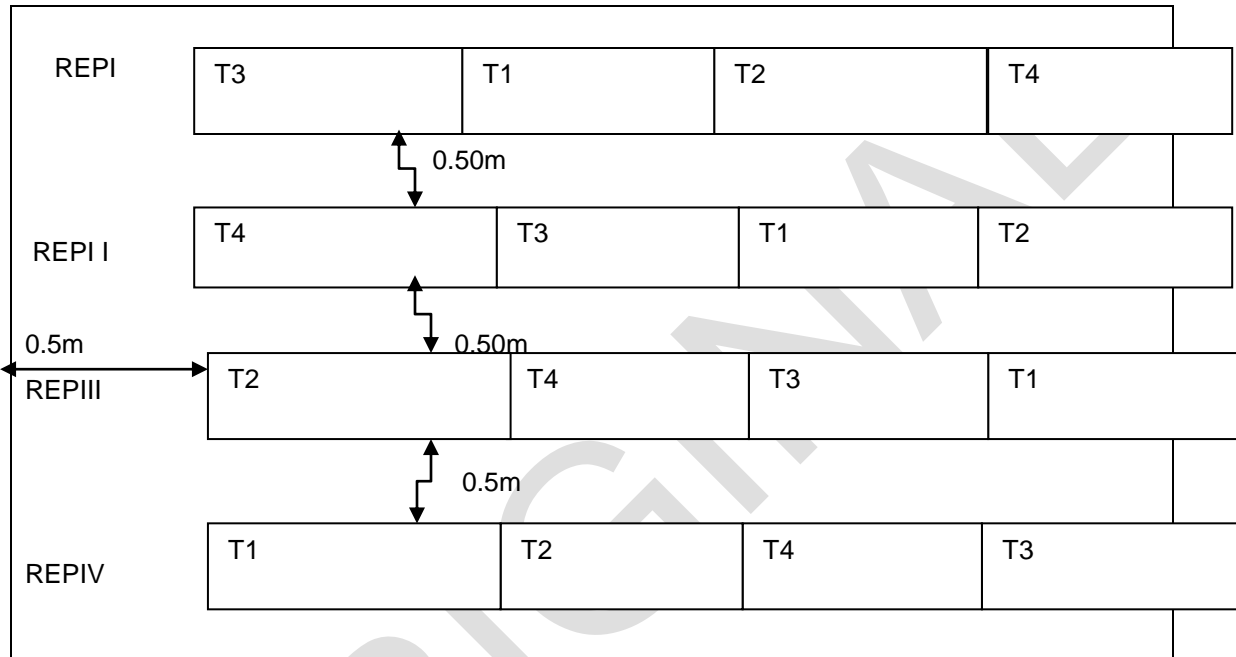 REPI T3 T1 T2 T4
0.50m
REPI I T4 T3 T1 T2
0.5m 0.50m
REPIII T2 T4 T3 T1
0.5m
REPIV T1 T2 T4 T3